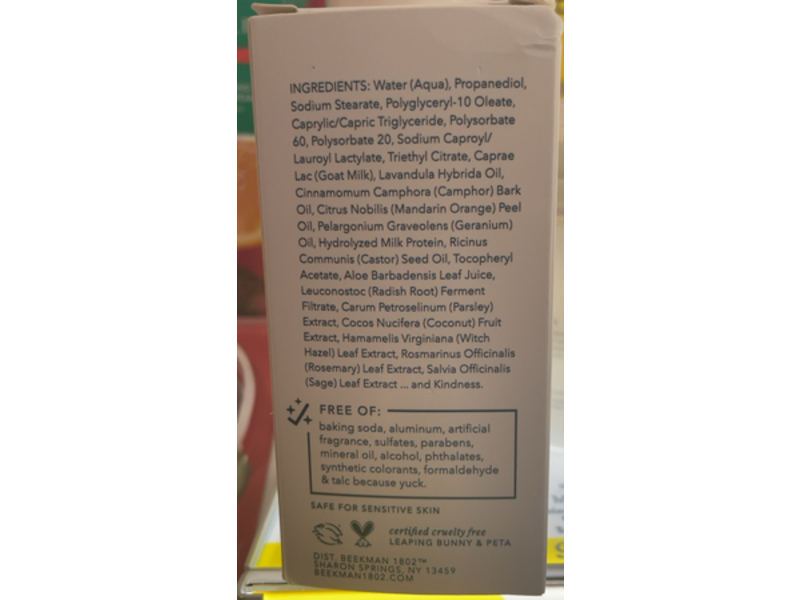 INGREDIENTS: Water (Aqua), Propanediol,
Sodium Stearate, Polyglyceryl-10 Oleate,
Caprylic/Capric Triglyceride, Polysorbate
60, Polysorbate 20, Sodium Caproyl/
Lauroyl Lactylate, Triethyl Citrate, Caprae
Lac (Goat Milk), Lavandula Hybrida Oil,
Cinnamomum Camphora (Camphor) Bark
Oil, Citrus Nobilis (Mandarin Orange) Peel
Oil, Pelargonium Graveolens (Geranium)
Oil, Hydrolyzed Milk Protein, Ricinus
Communis (Castor) Seed Oil, Tocopheryl
Acetate, Aloe Barbadensis Leaf Juice,
Leuconostoc (Radish Root) Ferment
Filtrate, Carum Petroselinum (Parsley)
Extract, Cocos Nucifera (Coconut) Fruit
Extract, Hamamelis Virginiana (Witch
Hazel) Leaf Extract, Rosmarinus Officinalis
(Rosemary) Leaf Extract, Salvia Officinalis
(Sage) Leaf Extract ... and Kindness.
FREE OF:
baking soda, aluminum, artificial
fragrance, sulfates, parabens,
mineral oil, alcohol, phthalates,
synthetic colorants, formaldehyde
& talc because yuck.
SAFE FOR SENSITIVE SKIN
certified cruelty free
LEAPING BUNNY & PETA
DIST. BEEKMAN 1802™
SHARON SPRINGS, NY 13459
BEEKMAN1802.COM